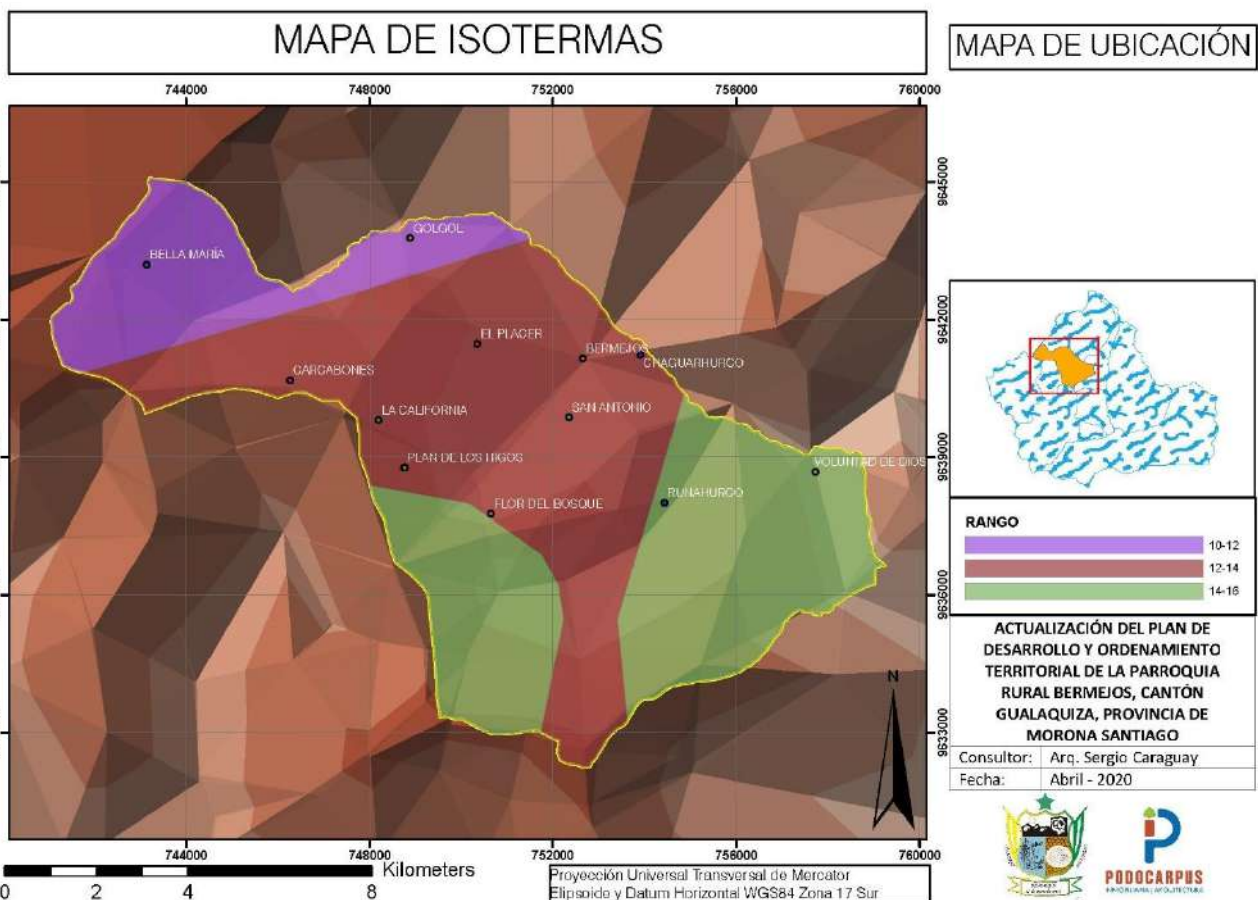 MAPA DE ISOTERMAS
MAPA DE UBICACIÓN
744000
748000
752000
756000
760000
9645000
9642000
9639000
9636000
9633000
GOLGOL
BELLA MARÍA
EL PLACER
BERMEJOS
CHAGUARHURCO
CARCABONES
LA CALIFORNIA
SAN ANTONIO
PLAN DE LOS HIGOS
VOLUNTAD DE DIOS
RUNAHURCO
FLOR DEL BOSQUE
N
744000
748000
752000
756000
760000
Kilometers
0 2 4 8
Proyección Universal Transversal de Mercator
Elipsoide y Datum Horizontal WGS84 Zona 17 Sur
RANGO
10-12
12-14
14-16
ACTUALIZACIÓN DEL PLAN DE
DESARROLLO Y ORDENAMIENTO
TERRITORIAL DE LA PARROQUIA
RURAL BERMEJOS, CANTÓN
GUALAQUIZA, PROVINCIA DE
MORONA SANTIAGO
Consultor: Arq. Sergio Caraguay
Fecha: Abril - 2020
PODOCARPUS